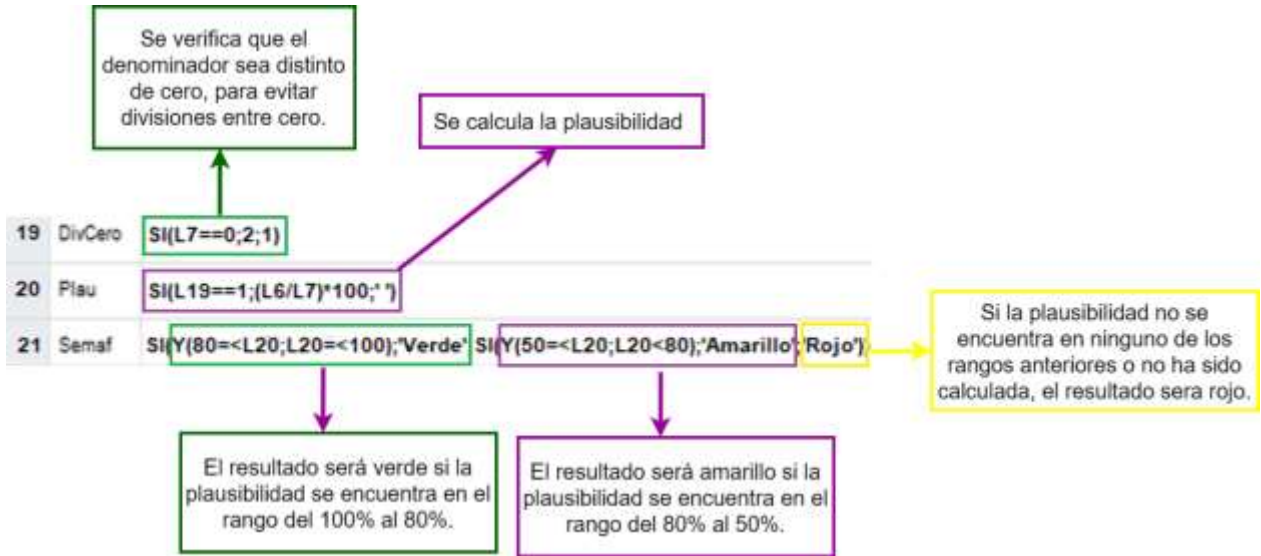 Se verifica que el
denominador sea distinto
de cero, para evitar
divisiones entre cero.
Se calcula la plausibilidad
19 DivCero SI(L7==0;2;1)
20 Plau SI(L19==1;(L6/L7)*100;' ')
21 Semaf SI(Y(80=<L20;L20=<100);'Verde' SI(Y(50=<L20;L20<80);'Amarillo';'Rojo'))
Si la plausibilidad no se
encuentra en ninguno de los
rangos anteriores o no ha sido
calculada, el resultado sera rojo.
El resultado será verde si la
plausibilidad se encuentra en el
rango del 100% al 80%.
El resultado será amarillo si la
plausibilidad se encuentra en el
rango del 80% al 50%.